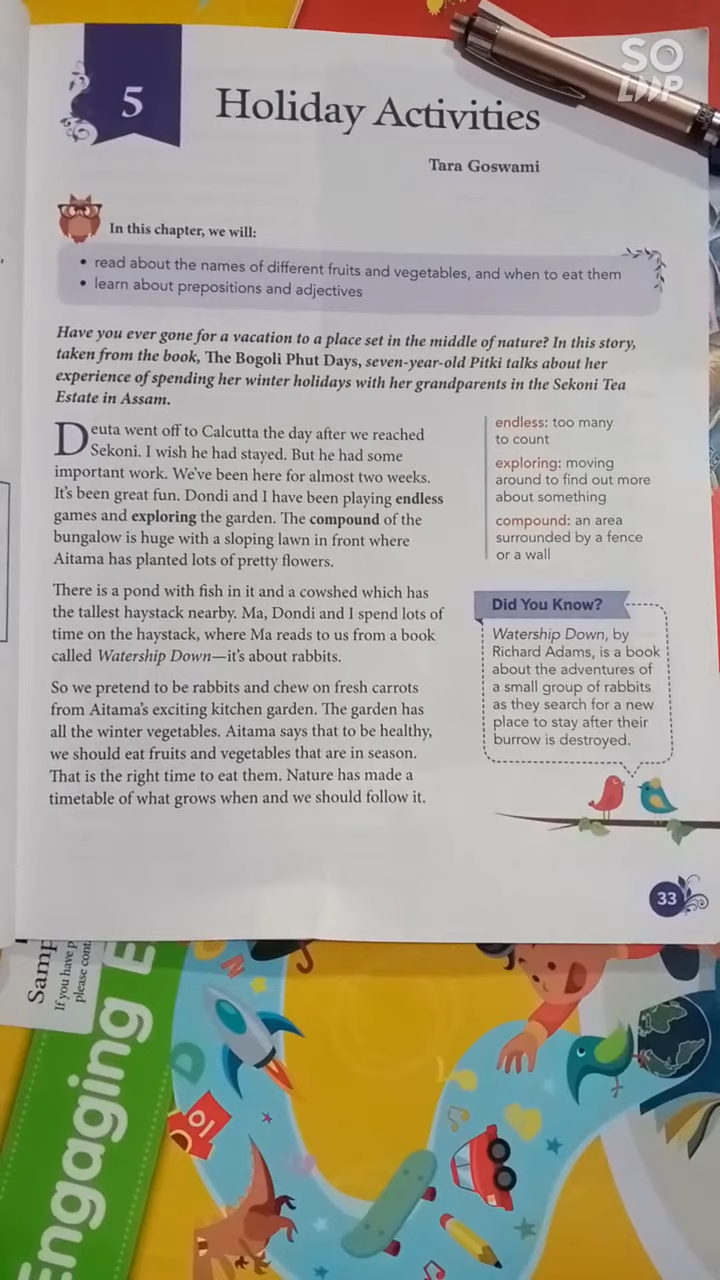 SO
LOOP
5
Holiday Activities
Tara Goswami
In this chapter, we will:
• read about the names of different fruits and vegetables, and when to eat them
• learn about prepositions and adjectives
Have you ever gone for a vacation to a place set in the middle of nature? In this story,
taken from the book, The Bogoli Phut Days, seven-year-old Pitki talks about her
experience of spending her winter holidays with her grandparents in the Sekoni Tea
Estate in Assam.
Deuta went off to Calcutta the day after we reached
Sekoni. I wish he had stayed. But he had some
important work. We've been here for almost two weeks.
It's been great fun. Dondi and I have been playing endless
games and exploring the garden. The compound of the
bungalow is huge with a sloping lawn in front where
Aitama has planted lots of pretty flowers.
There is a pond with fish in it and a cowshed which has
the tallest haystack nearby. Ma, Dondi and I spend lots of
time on the haystack, where Ma reads to us from a book
called Watership Down—it's about rabbits.
So we pretend to be rabbits and chew on fresh carrots
from Aitama's exciting kitchen garden. The garden has
all the winter vegetables. Aitama says that to be healthy,
we should eat fruits and vegetables that are in season.
That is the right time to eat them. Nature has made a
timetable of what grows when and we should follow it.
endless: too many
to count
exploring: moving
around to find out more
about something
compound: an area
surrounded by a fence
or a wall
Did You Know?
Watership Down, by
Richard Adams, is a book
about the adventures of
a small group of rabbits
as they search for a new
place to stay after their
burrow is destroyed.
33
Samp
If you have p
please cont
Engaging E